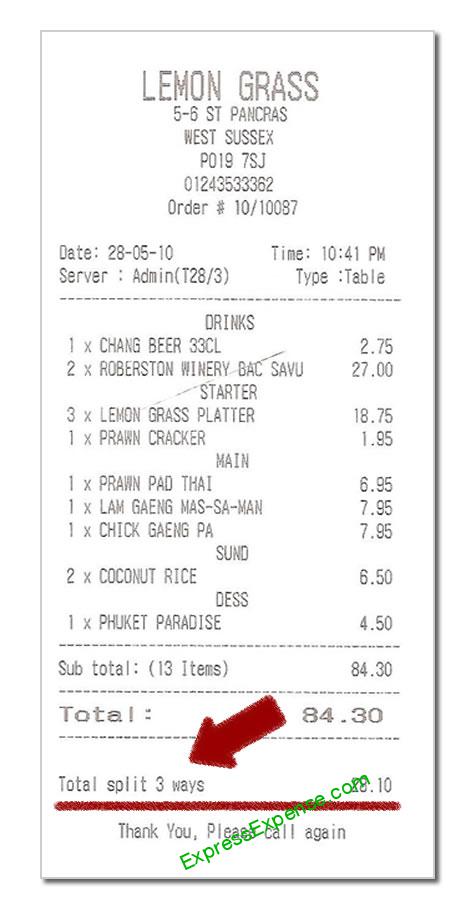 LEMON GRASS
5-6 ST PANCRAS
WEST SUSSEX
PO19 7SJ
01243533362
Order # 10/10087
Date: 28-05-10 Time: 10:41 PM
Server : Admin(T28/3) Type :Table
DRINKS
1 x CHANG BEER 33CL 2.75
2 x ROBERSTON WINERY BAC SAVU 27.00
STARTER
3 x LEMON GRASS PLATTER 18.75
1 x PRAWN CRACKER 1.95
MAIN
1 x PRAWN PAD THAI 6.95
1 x LAM GAENG MAS-SA-MAN 7.95
1 x CHICK GAENG PA 7.95
SUND
2 x COCONUT RICE 6.50
DESS
1 x PHUKET PARADISE 4.50
Sub total: (13 Items) 84.30
Total: 84.30
Total split 3 ways 28.10
Thank You, Please call again
ExpressExpense.com